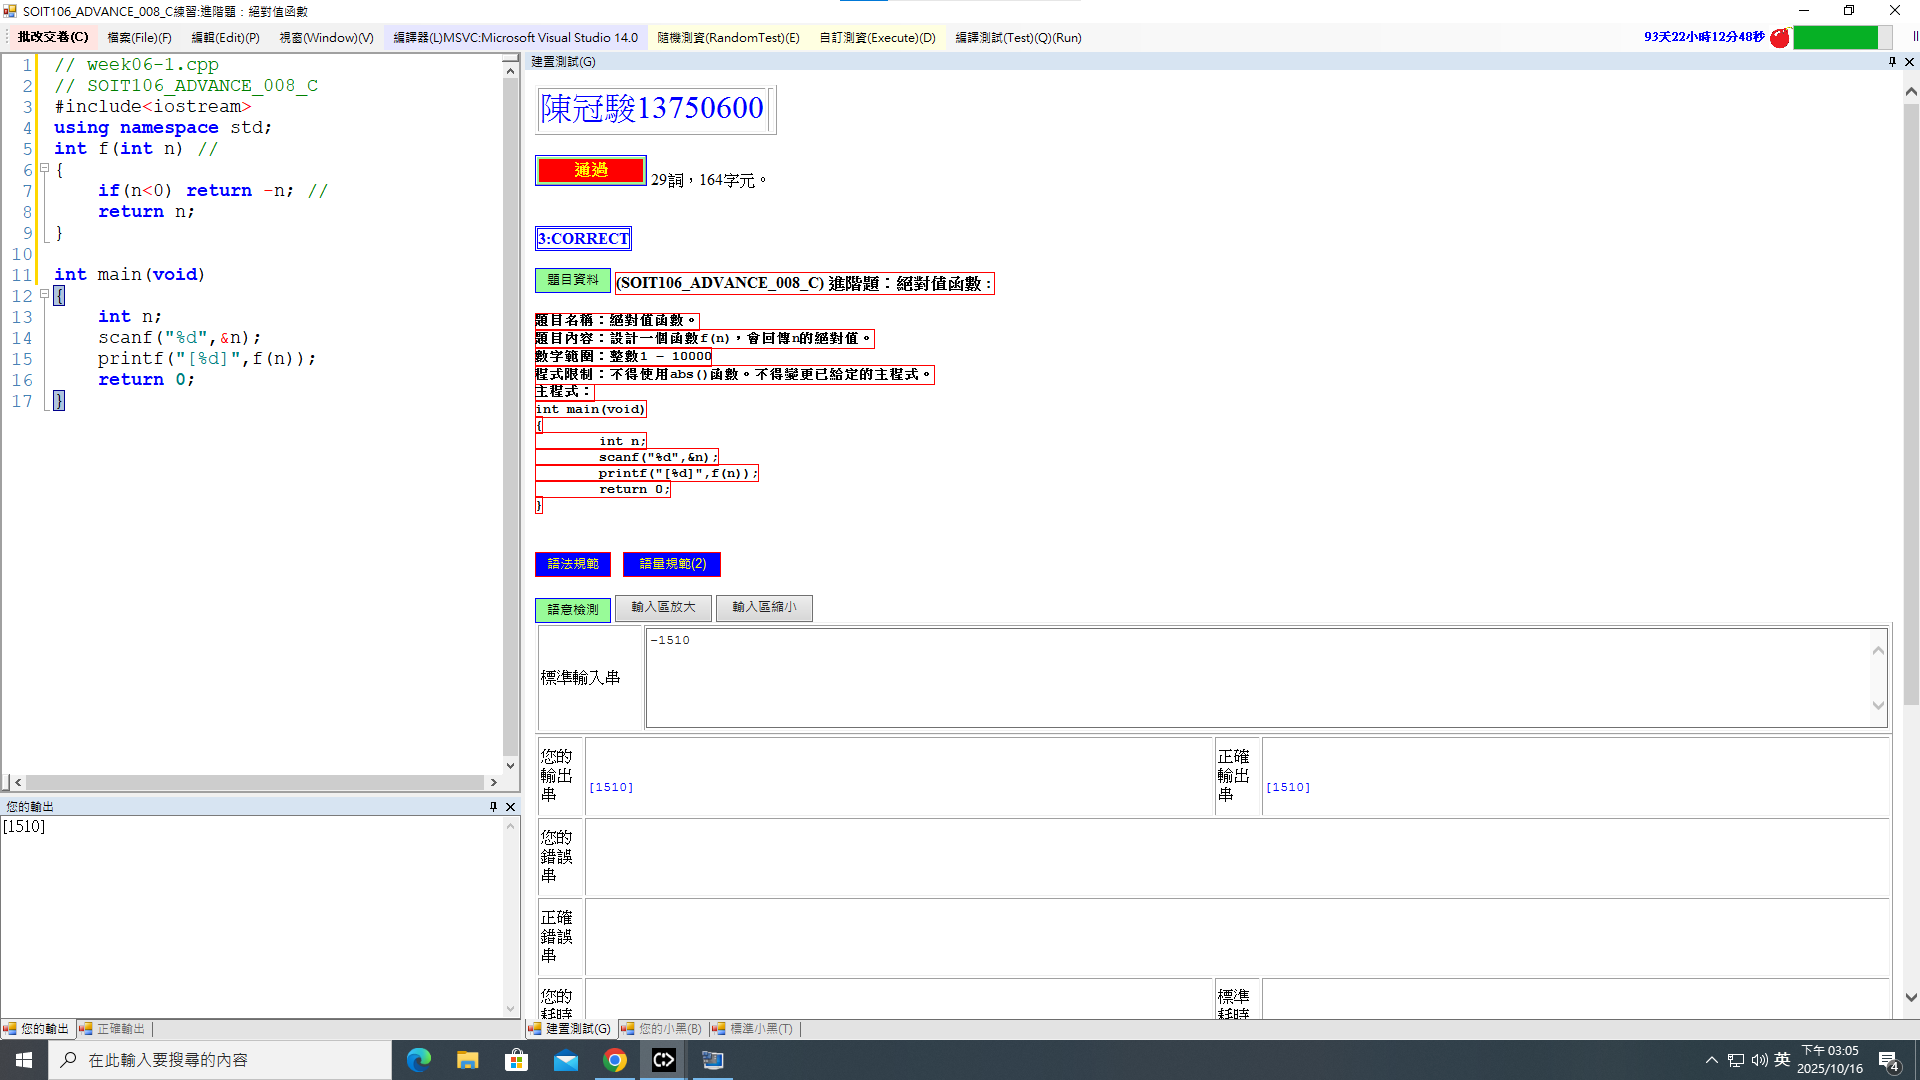 SOIT106_ADVANCE_008_C練習:進階題：絕對值函數
批改交卷(C)
檔案(File)(F)
編輯(Edit)(P)
視窗(Window)(V)
編譯器(L)MSVC:Microsoft Visual Studio 14.0
隨機測資(RandomTest)(E)
自訂測資(Execute)(D)
編譯測試(Test)(Q)(Run)
93天22小時12分48秒
1 // week06-1.cpp
2 // SOIT106_ADVANCE_008_C
3 #include<iostream>
4 using namespace std;
5 int f(int n) //
6 {
7 if(n<0) return -n; //
8 return n;
9 }
10
11 int main(void)
12 {
13 int n;
14 scanf("%d",&n);
15 printf("[%d]",f(n));
16 return 0;
17 }
您的輸出
[1510]
您的輸出
正確輸出
建置測試(G)
陳冠駿13750600
通過 29詞，164字元。
3:CORRECT
題目資料 (SOIT106_ADVANCE_008_C) 進階題：絕對值函數：
題目名稱：絕對值函數。
題目內容：設計一個函數f(n)，會回傳n的絕對值。
數字範圍：整數1 - 10000
程式限制：不得使用abs()函數。不得變更已給定的主程式。
主程式：
int main(void)
{
int n;
scanf("%d",&n);
printf("[%d]",f(n));
return 0;
}
語法規範 語量規範(2)
語意檢測 輸入區放大 輸入區縮小
標準輸入串
-1510
您的輸出串
[1510]
正確輸出串
[1510]
您的錯誤串
正確錯誤串
您的耗時
標準耗時
建置測試(G)
您的小黑(B)
標準小黑(T)
在此輸入要搜尋的內容
英
下午 03:05
2025/10/16
4